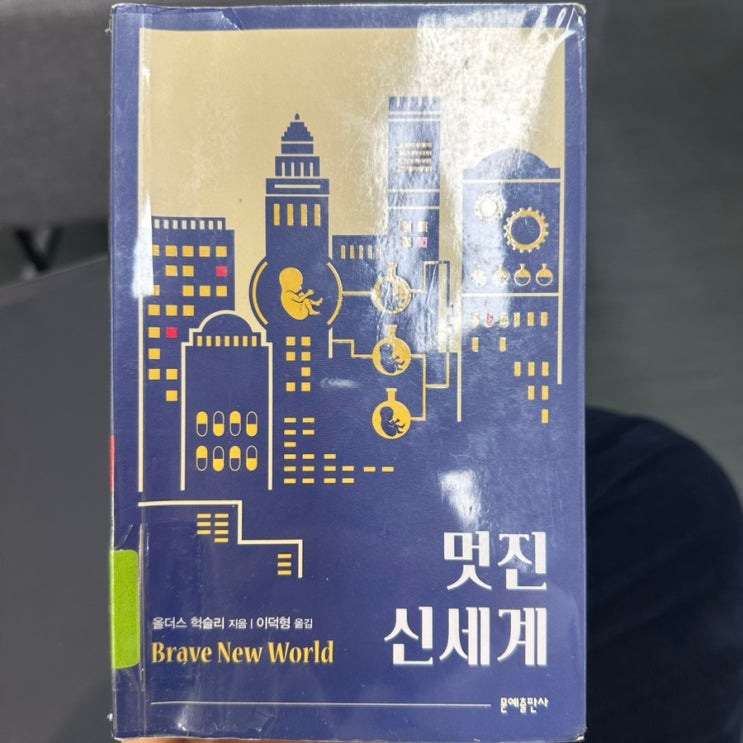 멋진
신세계
올더스 헉슬리 지음 | 이덕형 옮김
Brave New World
문예출판사